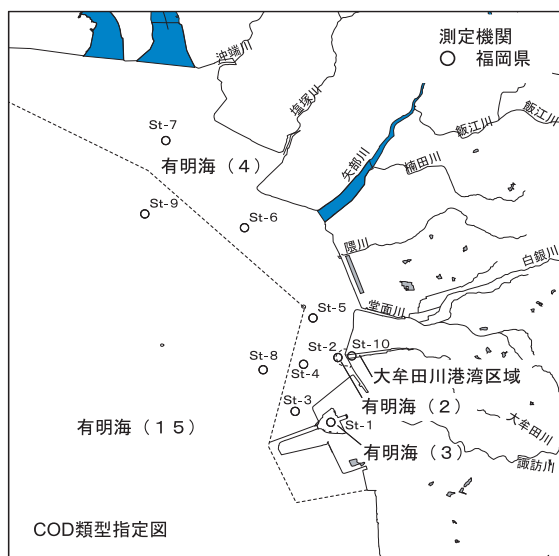 測定機関
○ 福岡県
沖端川
塩塚川
飯江川
飯江川
矢部川
楠田川
St-7
有明海（4）
St-9
St-6
隈川
白銀川
堂面川
St-5
St-2
St-10
St-8
St-4
大牟田川港湾区域
St-3
有明海（2）
大牟田川
St-1
有明海（15）
有明海（3）
諏訪川
COD類型指定図